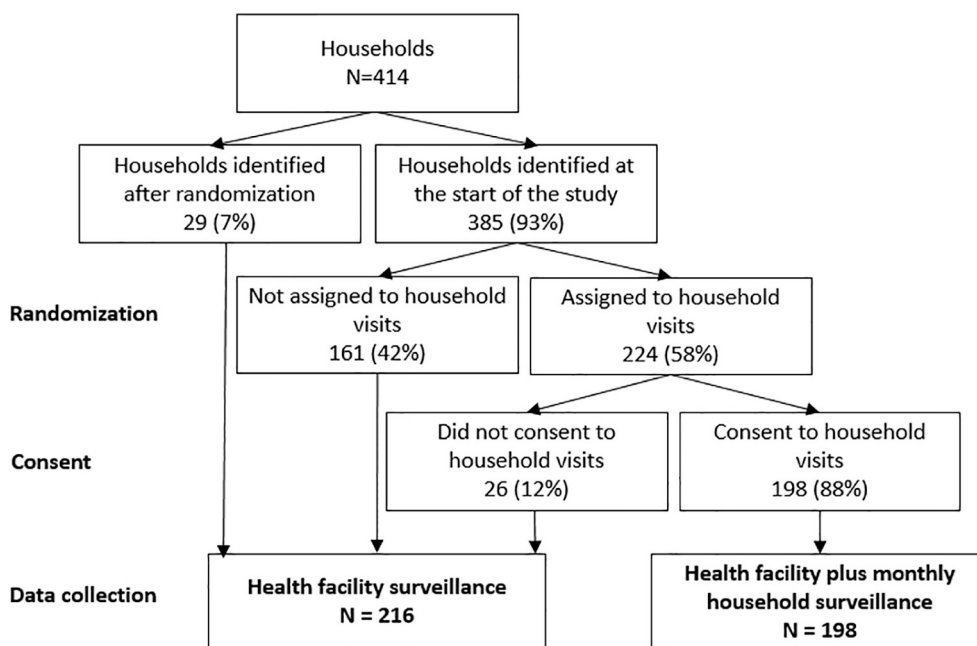 Households
N=414
Households identified
after randomization
29 (7%)
Households identified at
the start of the study
385 (93%)
Randomization
Not assigned to household
visits
161 (42%)
Assigned to household
visits
224 (58%)
Consent
Did not consent to
household visits
26 (12%)
Consent to household
visits
198 (88%)
Data collection
Health facility surveillance
N = 216
Health facility plus monthly
household surveillance
N = 198